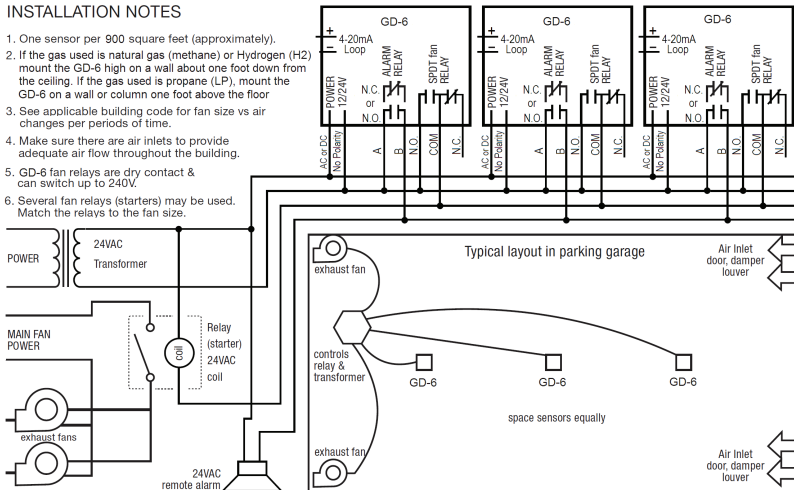 INSTALLATION NOTES
1. One sensor per 900 square feet (approximately).
2. If the gas used is natural gas (methane) or Hydrogen (H2)
mount the GD-6 high on a wall about one foot down from
the ceiling. If the gas used is propane (LP), mount the
GD-6 on a wall or column one foot above the floor
3. See applicable building code for fan size vs air
changes per periods of time.
4. Make sure there are air inlets to provide
adequate air flow throughout the building.
5. GD-6 fan relays are dry contact &
can switch up to 240V.
6. Several fan relays (starters) may be used.
Match the relays to the fan size.
GD-6
+
-
4-20mA
Loop
POWER
12/24V
ALARM
RELAY
N.C.
or
N.O.
SPDT fan
RELAY
AC or DC
No Polarity
A
B
N.O.
COM
N.C.
GD-6
+
-
4-20mA
Loop
POWER
12/24V
ALARM
RELAY
N.C.
or
N.O.
SPDT fan
RELAY
AC or DC
No Polarity
A
B
N.O.
COM
N.C.
GD-6
+
-
4-20mA
Loop
POWER
12/24V
ALARM
RELAY
N.C.
or
N.O.
SPDT fan
RELAY
AC or DC
No Polarity
A
B
N.O.
COM
N.C.
POWER
24VAC
Transformer
MAIN FAN
POWER
coil
Relay
(starter)
24VAC
coil
exhaust fans
24VAC
remote alarm
Typical layout in parking garage
exhaust fan
controls
relay &
transformer
GD-6
GD-6
GD-6
space sensors equally
exhaust fan
Air Inlet
door, damper
louver
Air Inlet
door, damper
louver